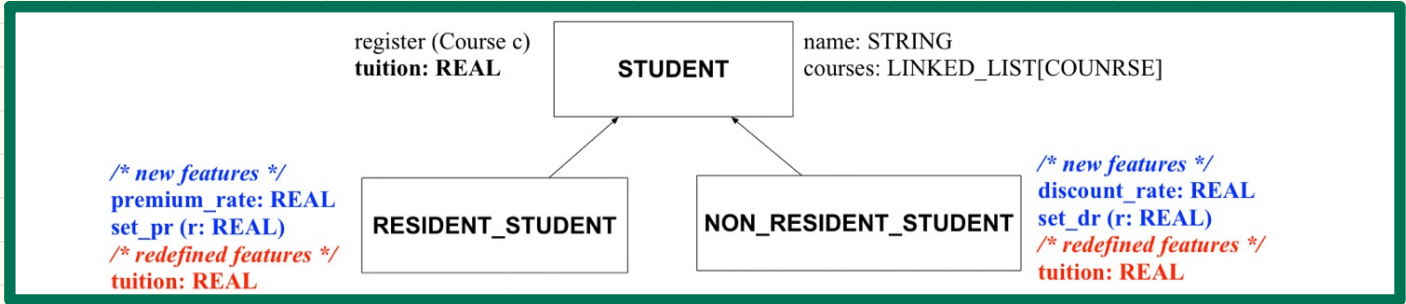 register (Course c)
tuition: REAL
STUDENT
name: STRING
courses: LINKED_LIST[COUNRSE]
/* new features */
premium_rate: REAL
set_pr (r: REAL)
/* redefined features */
tuition: REAL
RESIDENT_STUDENT
NON_RESIDENT_STUDENT
/* new features */
discount_rate: REAL
set_dr (r: REAL)
/* redefined features */
tuition: REAL